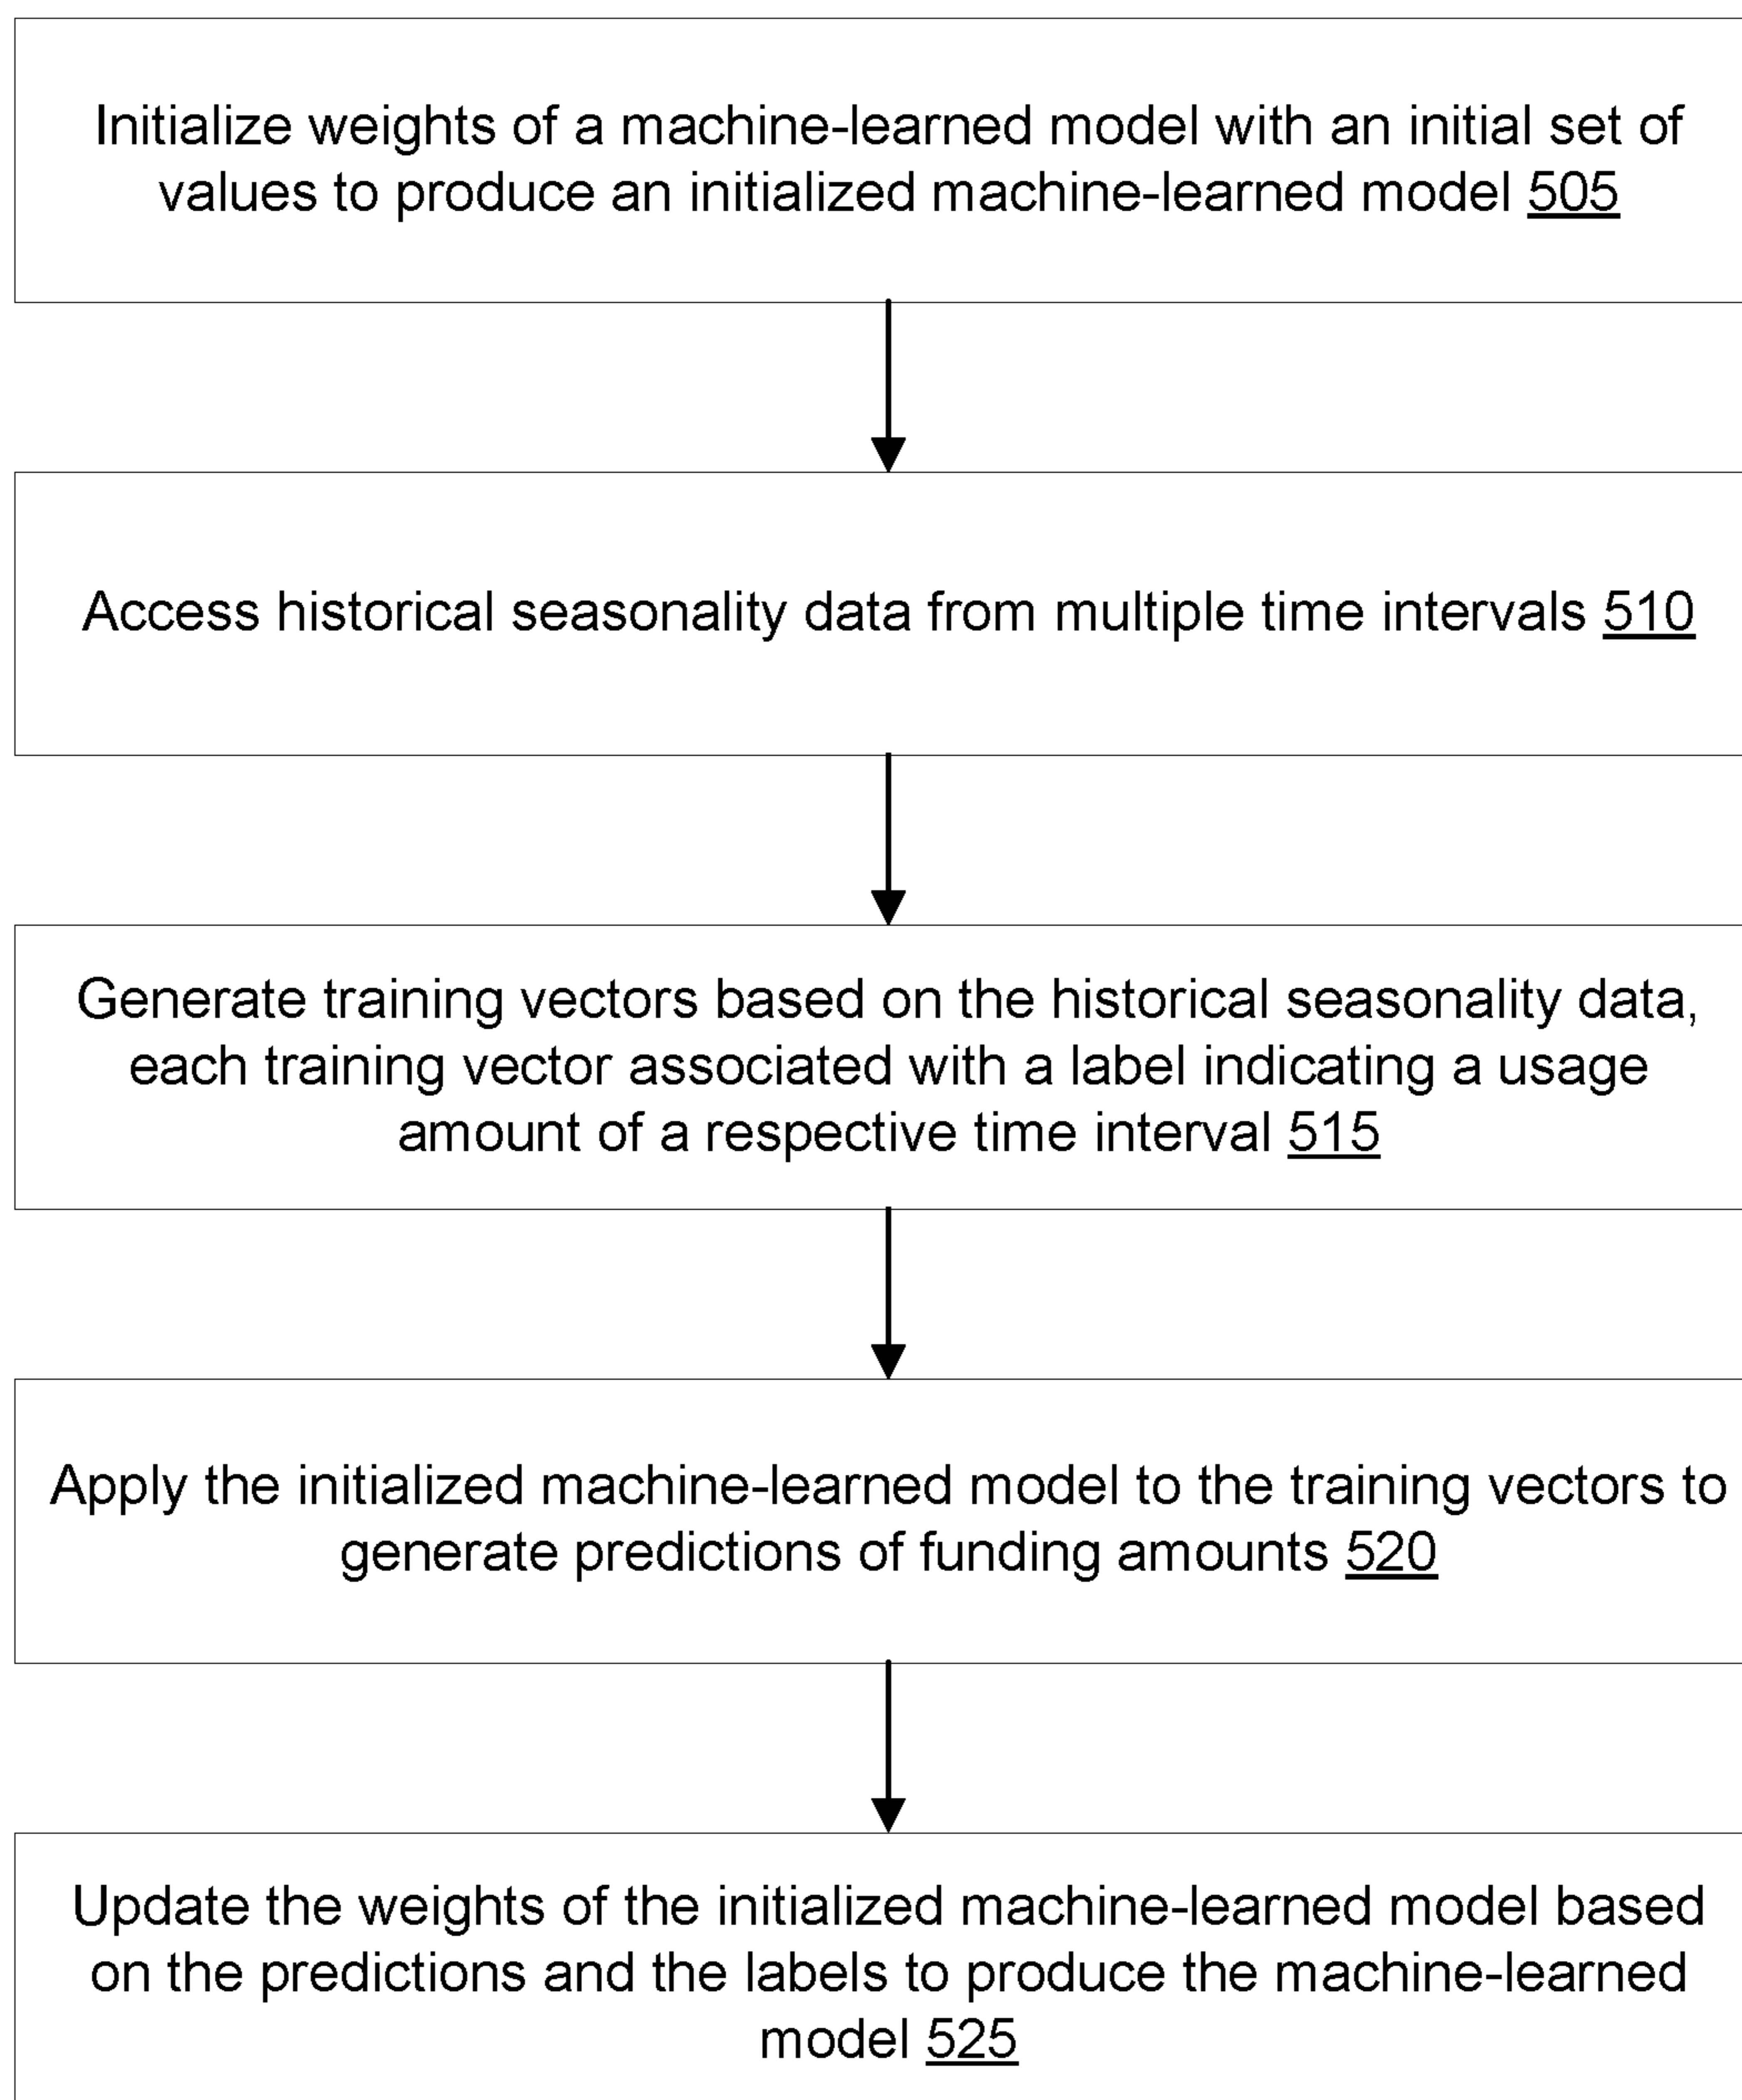 Initialize weights of a machine-learned model with an initial set of
values to produce an initialized machine-learned model 505
Access historical seasonality data from multiple time intervals 510
Generate training vectors based on the historical seasonality data,
each training vector associated with a label indicating a usage
amount of a respective time interval 515
Apply the initialized machine-learned model to the training vectors to
generate predictions of funding amounts 520
Update the weights of the initialized machine-learned model based
on the predictions and the labels to produce the machine-learned
model 525